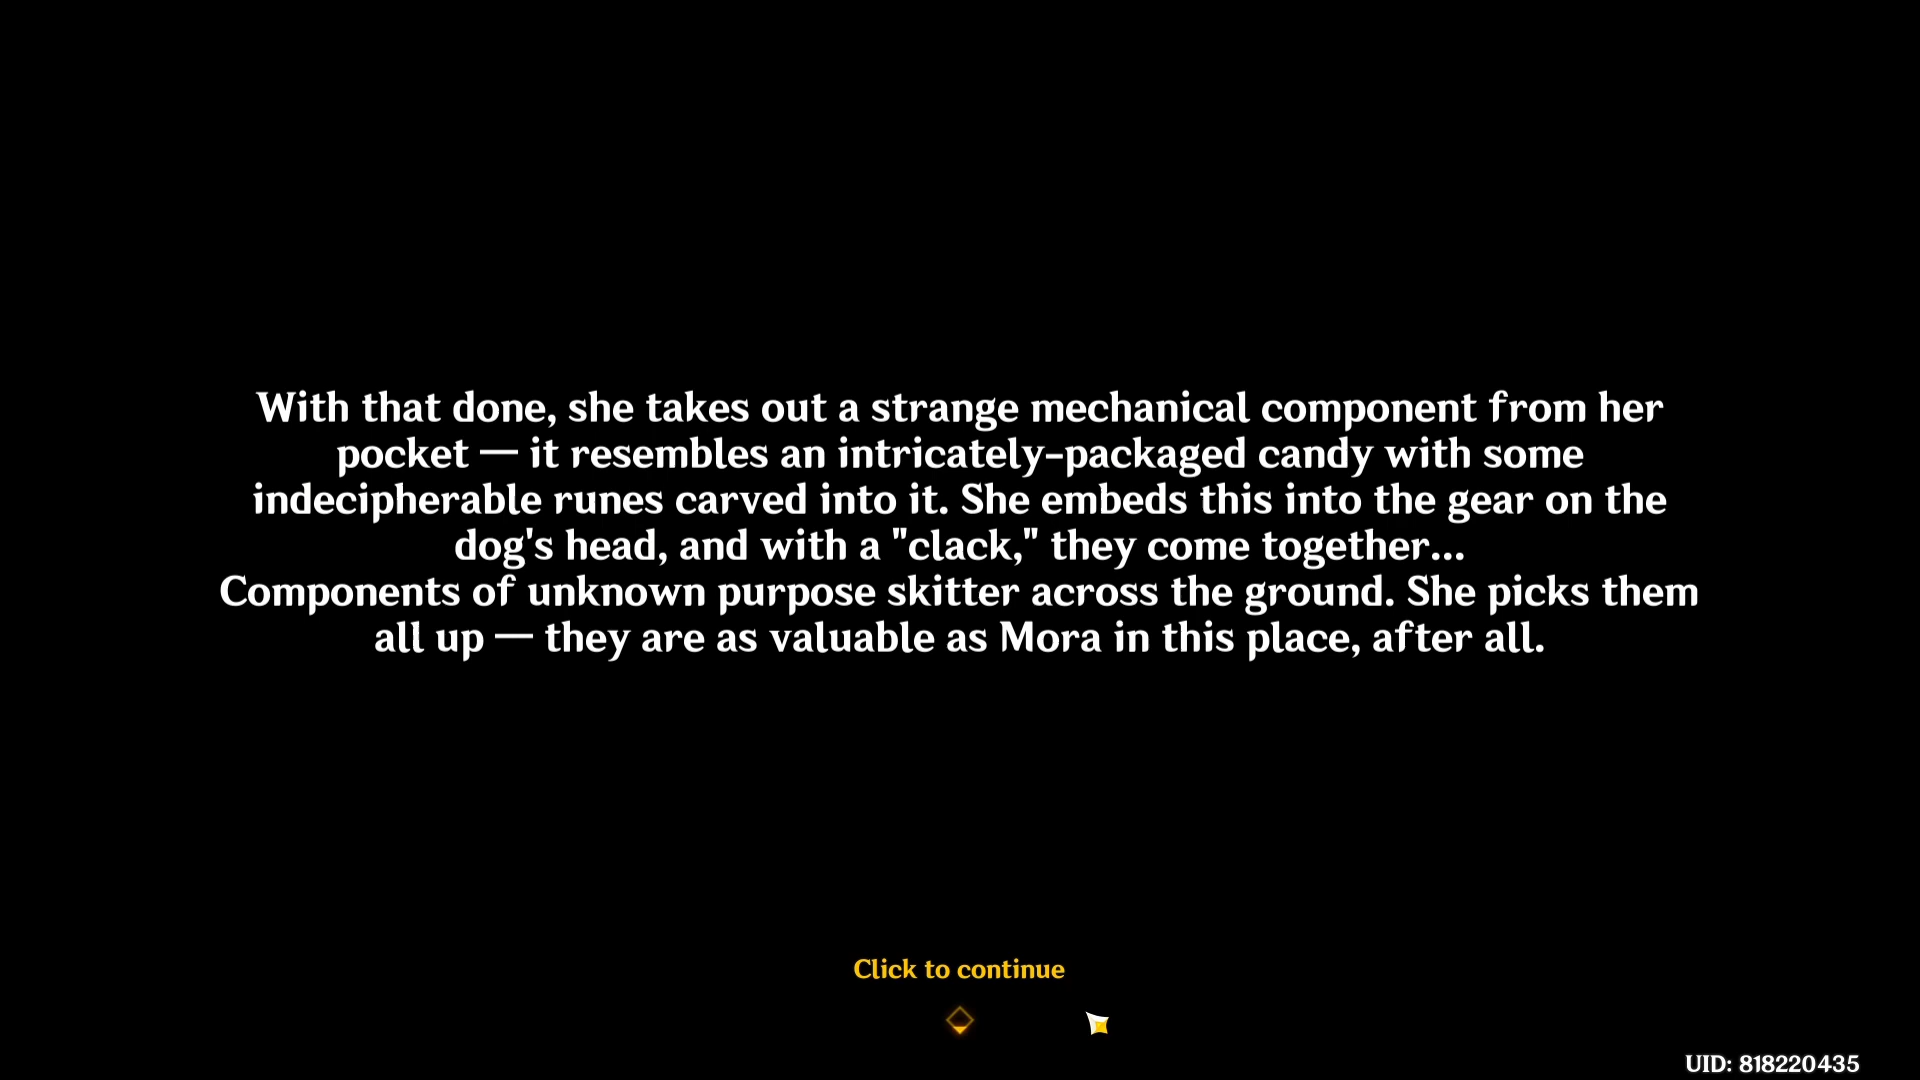 With that done, she takes out a strange mechanical component from her
pocket — it resembles an intricately-packaged candy with some
indecipherable runes carved into it. She embeds this into the gear on the
dog's head, and with a "clack," they come together...
Components of unknown purpose skitter across the ground. She picks them
all up — they are as valuable as Mora in this place, after all.
Click to continue
UID: 818220435